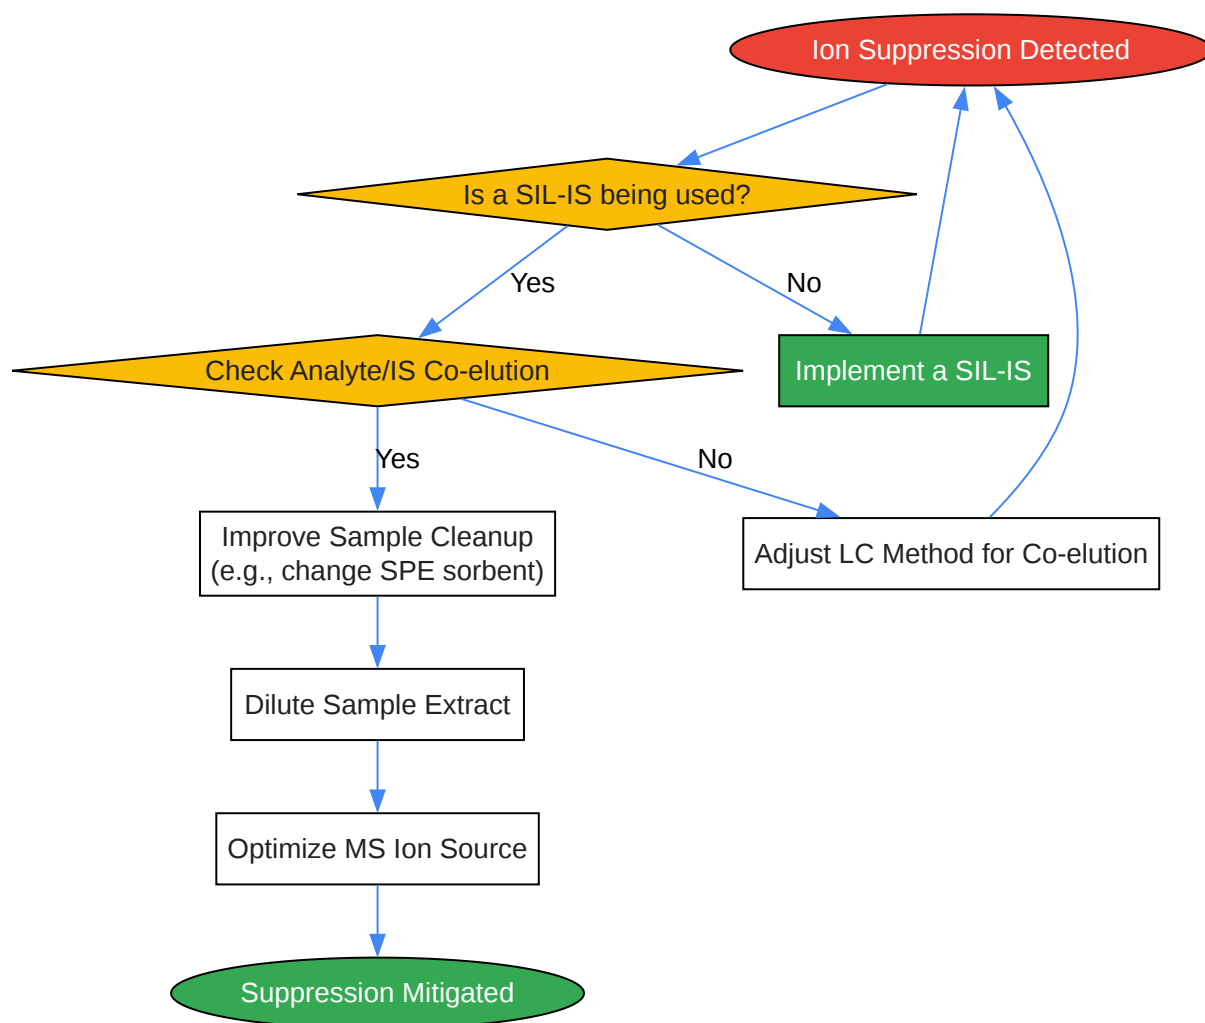 Ion Suppression Detected
Is a SIL-IS being used?
Yes
No
Check Analyte/IS Co-elution
Implement a SIL-IS
Yes
No
Improve Sample Cleanup
(e.g., change SPE sorbent)
Adjust LC Method for Co-elution
Dilute Sample Extract
Optimize MS Ion Source
Suppression Mitigated